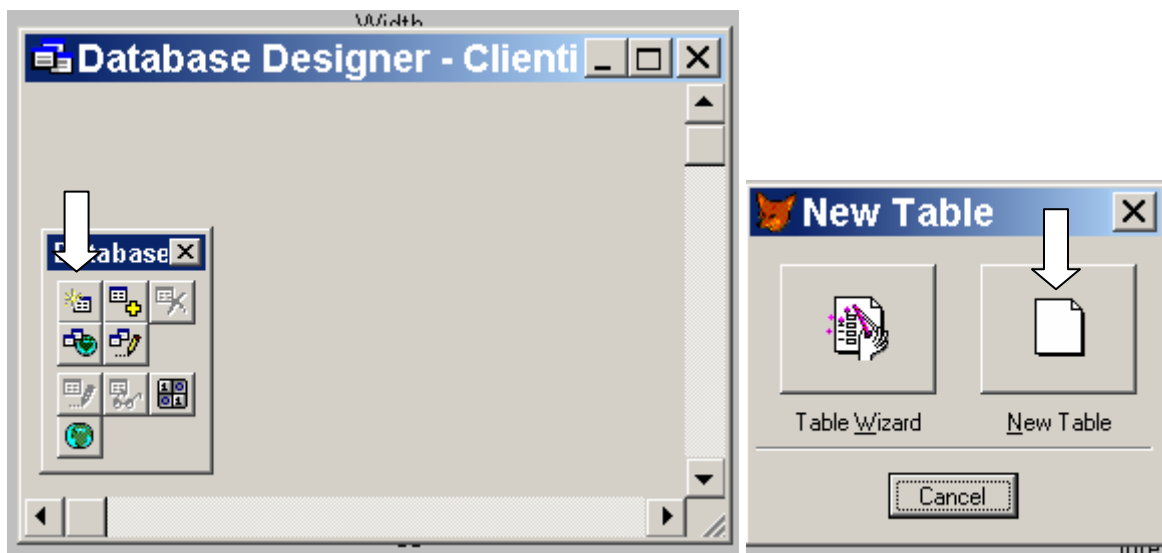 Width
Database Designer - Clienti
Database
New Table
Table Wizard
New Table
Cancel